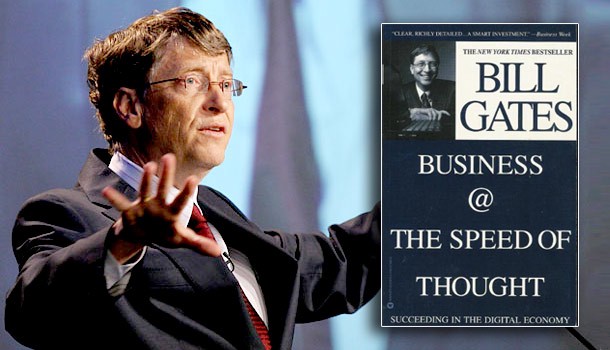 "CLEAR, RICHLY DETAILED...A SMART INVESTMENT." —Business Week
THE NEW YORK TIMES BESTSELLER
BILL
GATES
BUSINESS
@
THE SPEED OF
THOUGHT
SUCCEEDING IN THE DIGITAL ECONOMY